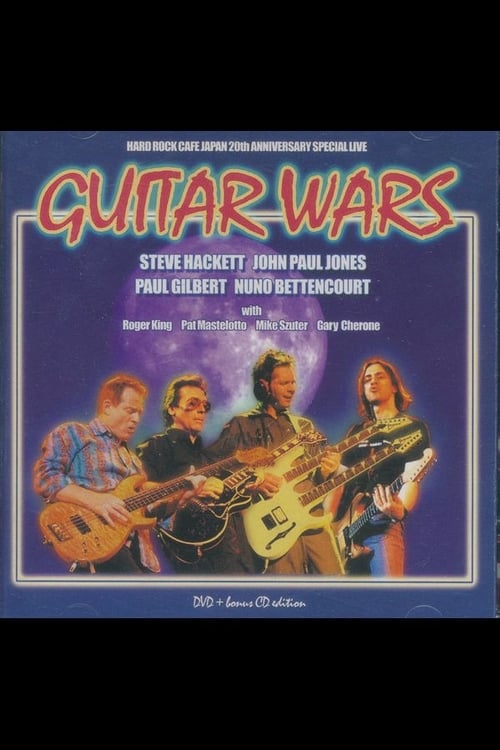 HARD ROCK CAFE JAPAN 20th ANNIVERSARY SPECIAL LIVE
GUITAR WARS
STEVE HACKETT JOHN PAUL JONES
PAUL GILBERT NUNO BETTENCOURT
with
Roger King Pat Mastelotto Mike Szuter Gary Cherone
DVD + bonus CD edition